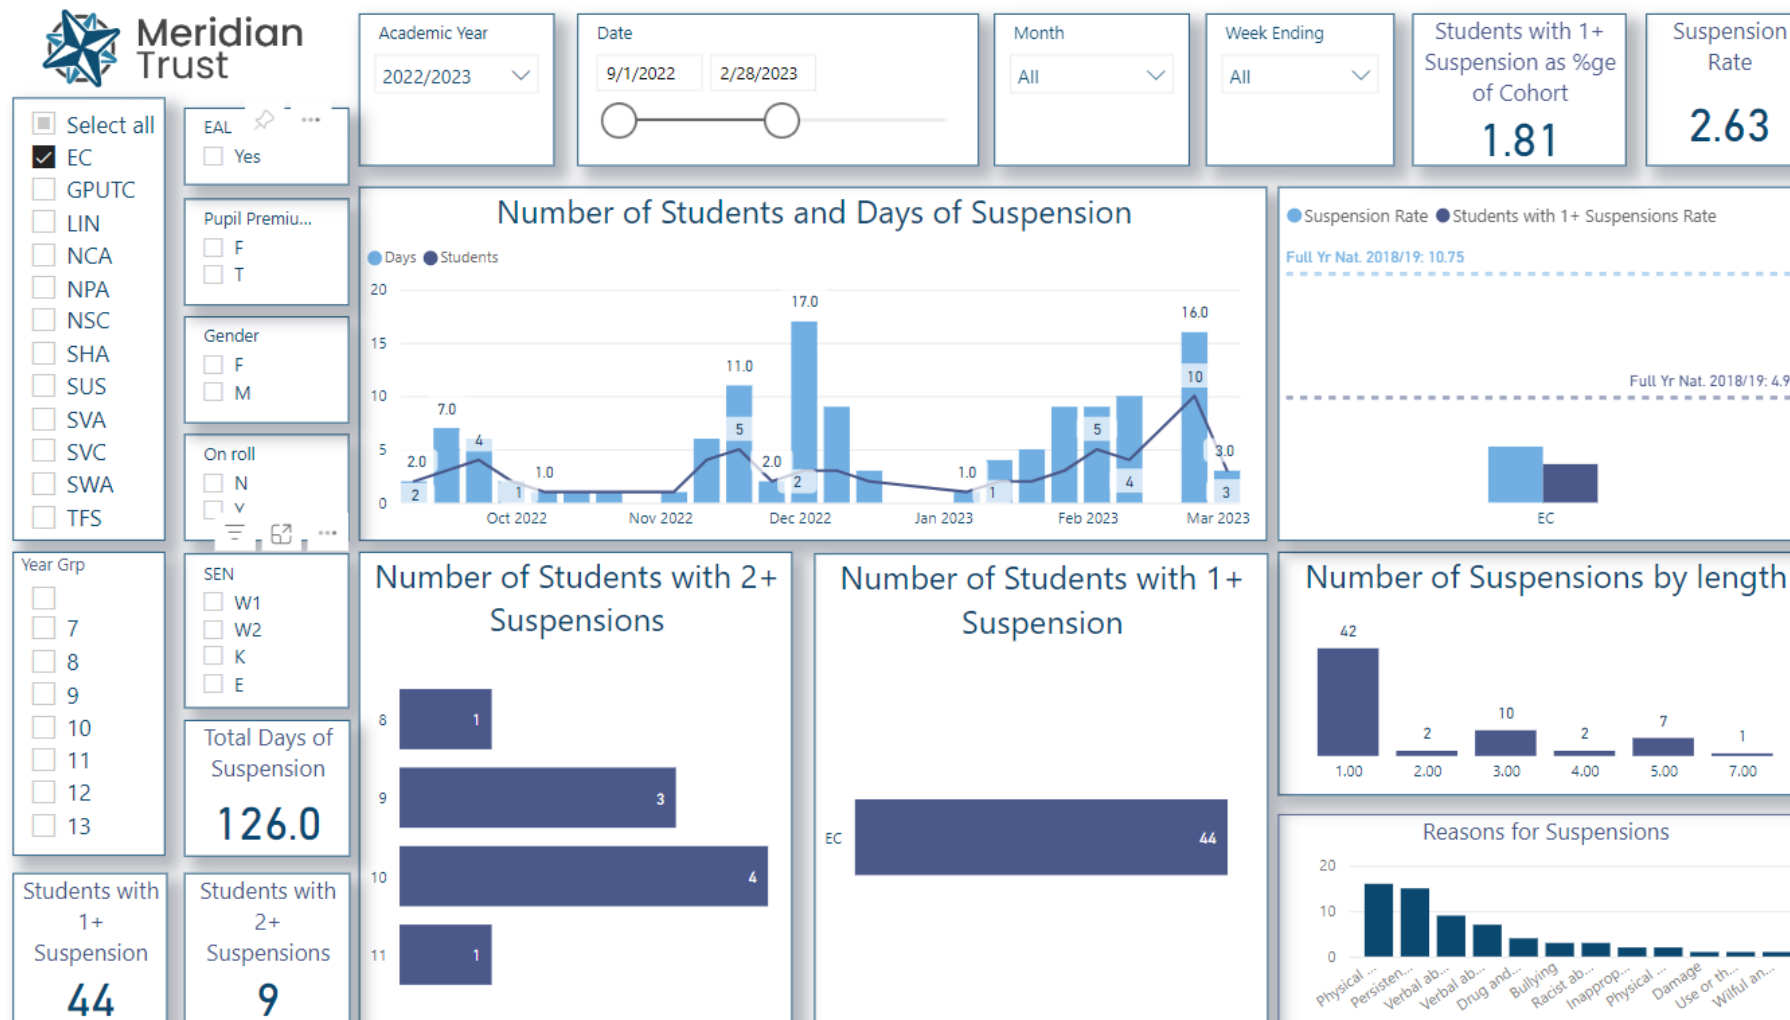 Meridian
Trust
Academic Year
2022/2023
Date
9/1/2022
2/28/2023
Month
All
Week Ending
All
Students with 1+
Suspension as %ge
of Cohort
1.81
Suspension
Rate
2.63
Select all
EC
GPUTC
LIN
NCA
NPA
NSC
SHA
SUS
SVA
SVC
SWA
TFS
EAL
Yes
Pupil Premiu...
F
T
Gender
F
M
On roll
N
Y
Number of Students and Days of Suspension
Days
Students
20
15
10
5
0
2.0
7.0
4
2
1
1.0
11.0
5
2.0
17.0
2
1.0
1
5
4
16.0
10
3.0
3
Oct 2022
Nov 2022
Dec 2022
Jan 2023
Feb 2023
Mar 2023
Suspension Rate
Students with 1+ Suspensions Rate
Full Yr Nat. 2018/19: 10.75
Full Yr Nat. 2018/19: 4.9
EC
Year Grp
7
8
9
10
11
12
13
SEN
W1
W2
K
E
Total Days of
Suspension
126.0
Students with
1+
Suspension
44
Students with
2+
Suspensions
9
Number of Students with 2+
Suspensions
8
1
9
3
10
4
11
1
Number of Students with 1+
Suspension
EC
44
Number of Suspensions by length
42
2
10
2
7
1
1.00
2.00
3.00
4.00
5.00
7.00
Reasons for Suspensions
20
10
0
Physical ...
Persisten...
Verbal ab...
Verbal ab...
Drug and...
Bullying
Racist ab...
Inapprop...
Physical ...
Damage
Use or th...
Wilful an...